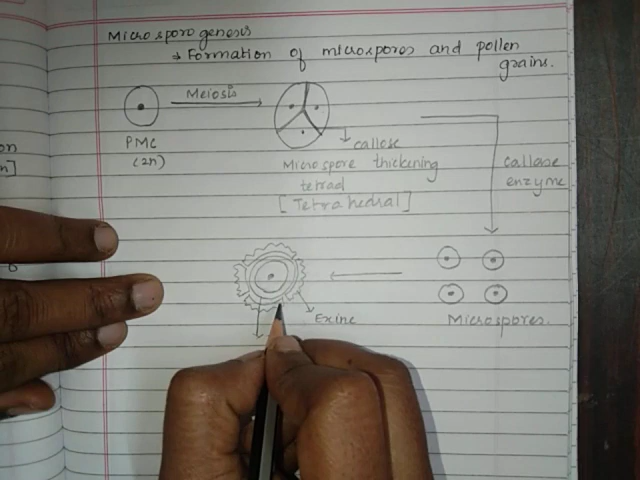 Microsporogenesis
→ Formation of microspores and pollen
grains.
Meiosis
PMC
(2n)
callose
Microspore thickening
tetrad
[Tetrahedral]
Callase
enzyme
Exine
Microspores.